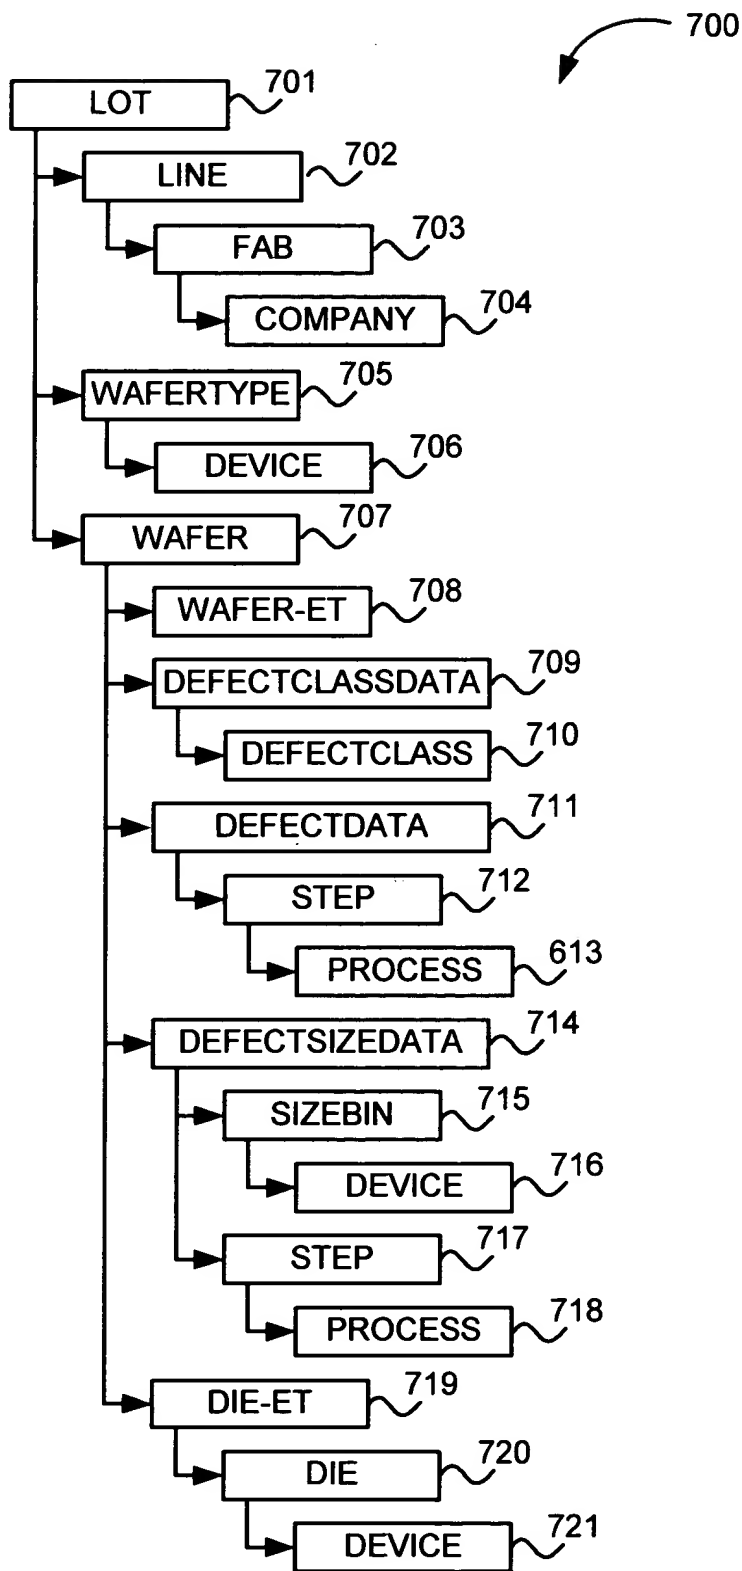 700
LOT 701
LINE 702
FAB 703
COMPANY 704
WAFERTYPE 705
DEVICE 706
WAFER 707
WAFER-ET 708
DEFECTCLASSDATA 709
DEFECTCLASS 710
DEFECTDATA 711
STEP 712
PROCESS 613
DEFECTSIZEDATA 714
SIZEBIN 715
DEVICE 716
STEP 717
PROCESS 718
DIE-ET 719
DIE 720
DEVICE 721